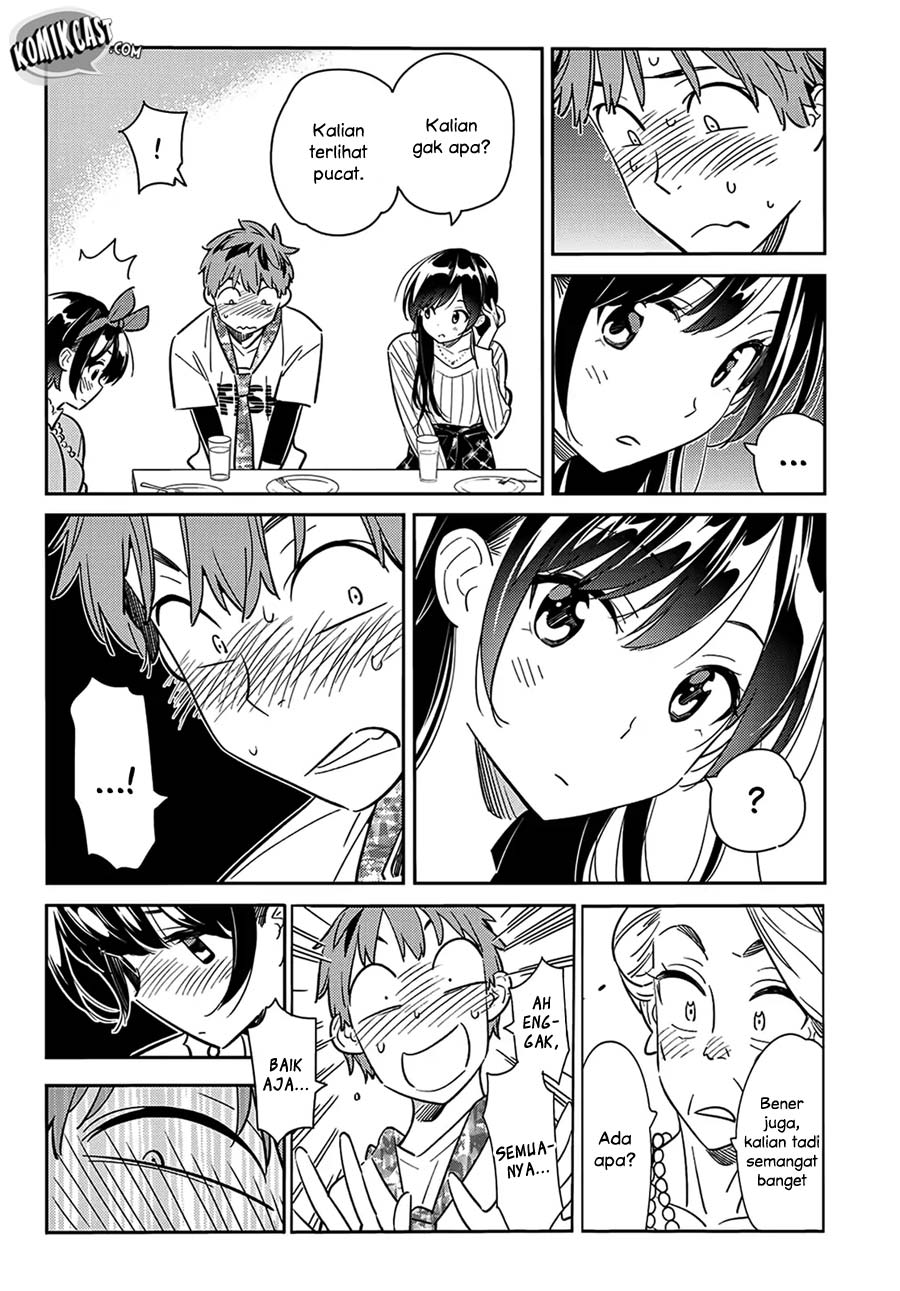 KOMIKCAST
.COM
Kalian
gak apa?
Kalian
terlihat
pucat.
!
FISH
...
?
...!
Bener
juga,
kalian tadi
semangat
banget
Ada
apa?
AH
ENG-
GAK,
SEMUA-
NYA...
BAIK
AJA...